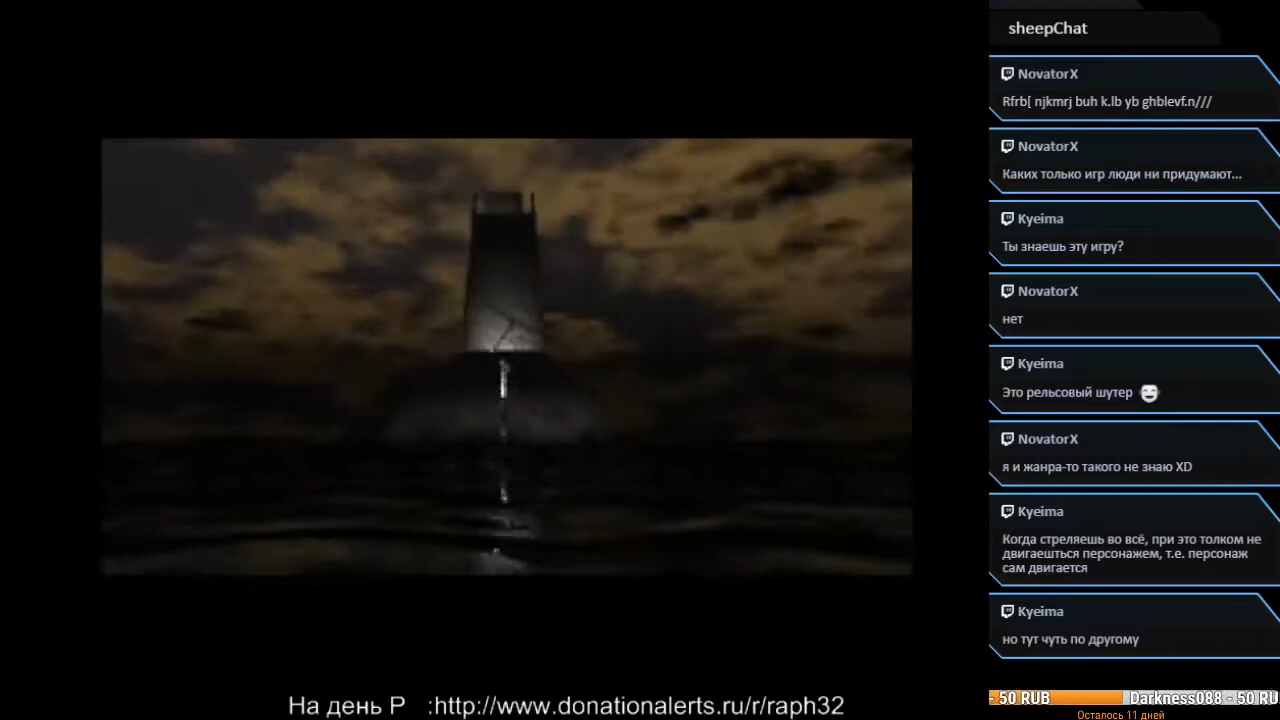 sheepChat
NovatorX
Rfrb[ njkmrj buh k.lb yb ghblevf.n///
NovatorX
Каких только игр люди ни придумают...
Kyeima
Ты знаешь эту игру?
NovatorX
нет
Kyeima
Это рельсовый шутер
NovatorX
я и жанра-то такого не знаю XD
Kyeima
Когда стреляешь во всё, при это толком не
двигаешться персонажем, т.е. персонаж
сам двигается
Kyeima
но тут чуть по другому
- 50 RUB Darkness088 - 50 RU
Осталось 11 дней
На день Р :http://www.donationalerts.ru/r/raph32